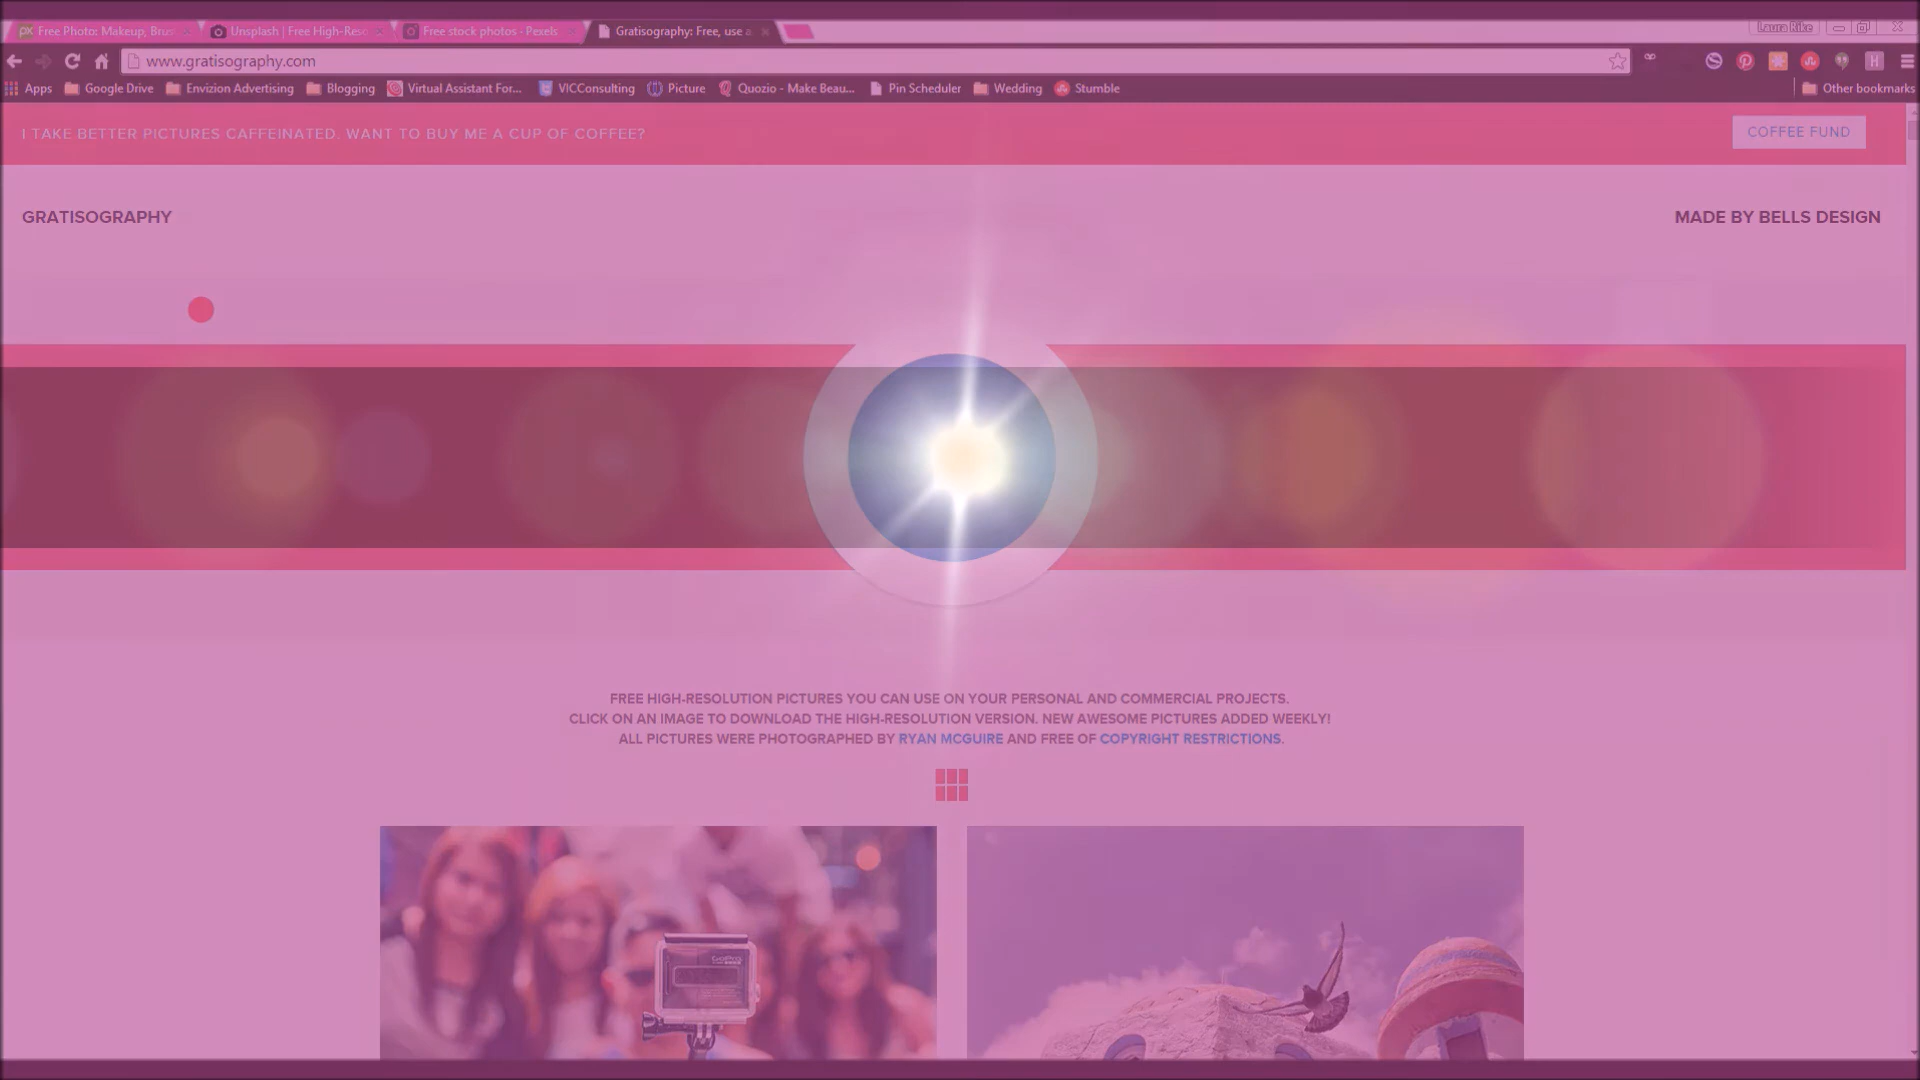 Free Photo: Makeup, Brus
Unsplash | Free High-Reso
Free stock photos - Pexels
Gratisography: Free, use a
Laura Rike
www.gratisography.com
Apps
Google Drive
Envizion Advertising
Blogging
Virtual Assistant For...
VICConsulting
Picture
Quozio - Make Beau...
Pin Scheduler
Wedding
Stumble
Other bookmarks
I TAKE BETTER PICTURES CAFFEINATED. WANT TO BUY ME A CUP OF COFFEE?
COFFEE FUND
GRATISOGRAPHY
MADE BY BELLS DESIGN
FREE HIGH-RESOLUTION PICTURES YOU CAN USE ON YOUR PERSONAL AND COMMERCIAL PROJECTS.
CLICK ON AN IMAGE TO DOWNLOAD THE HIGH-RESOLUTION VERSION. NEW AWESOME PICTURES ADDED WEEKLY!
ALL PICTURES WERE PHOTOGRAPHED BY RYAN MCGUIRE AND FREE OF COPYRIGHT RESTRICTIONS.
GoPro